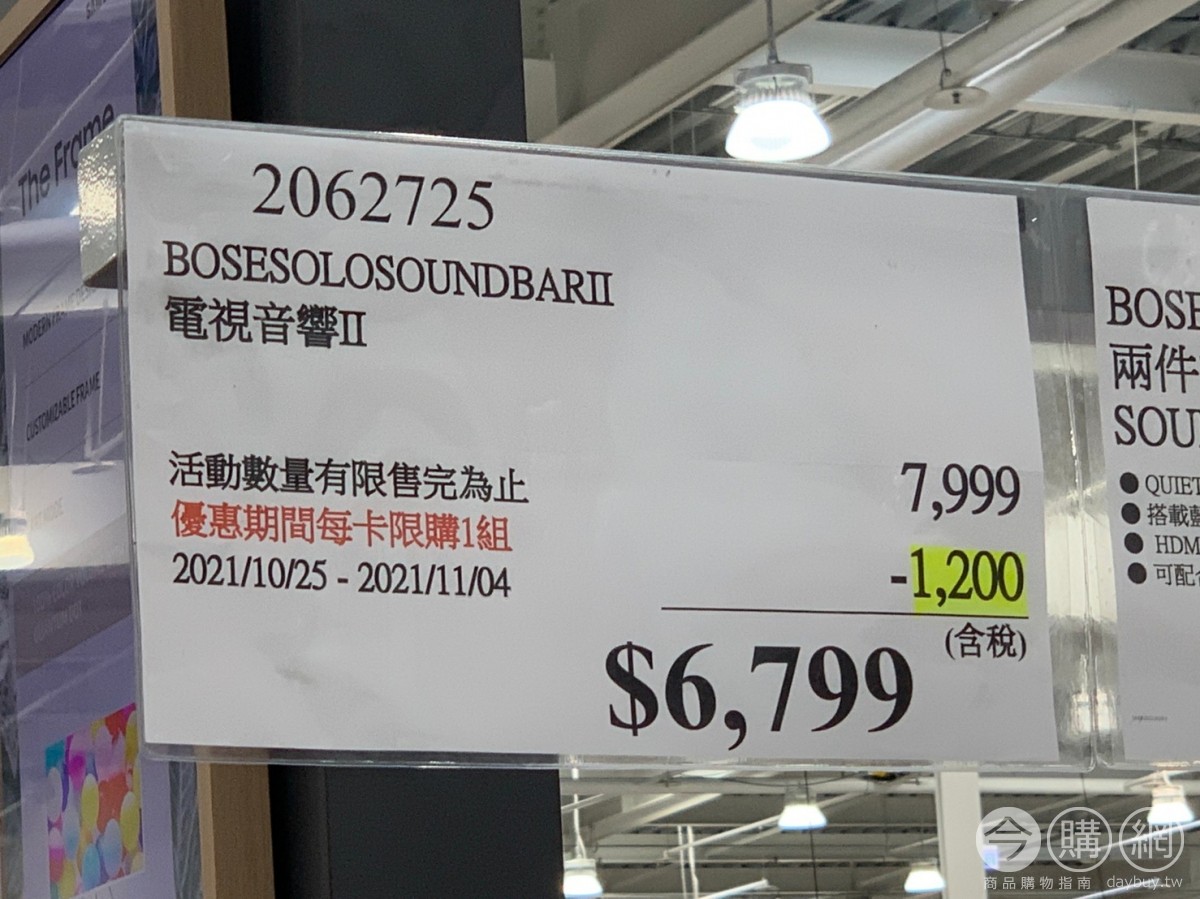 The Frame
CUSTOMIZABLE FRAME
2062725
BOSESOLOSOUNDBARII
電視音響II
活動數量有限售完為止
優惠期間每卡限購1組
2021/10/25 - 2021/11/04
7,999
-1,200
(含稅)
$6,799
BOSE
兩件
SOU
●QUIET
●搭載藍
●HDM
●可配合
今購網
商品購物指南 daybuy.tw